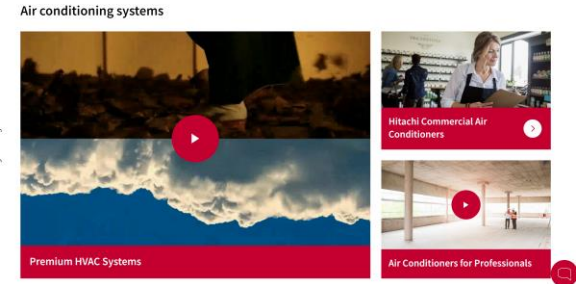 Air conditioning systems
Hitachi Commercial Air
Conditioners
Premium HVAC Systems
Air Conditioners for Professionals